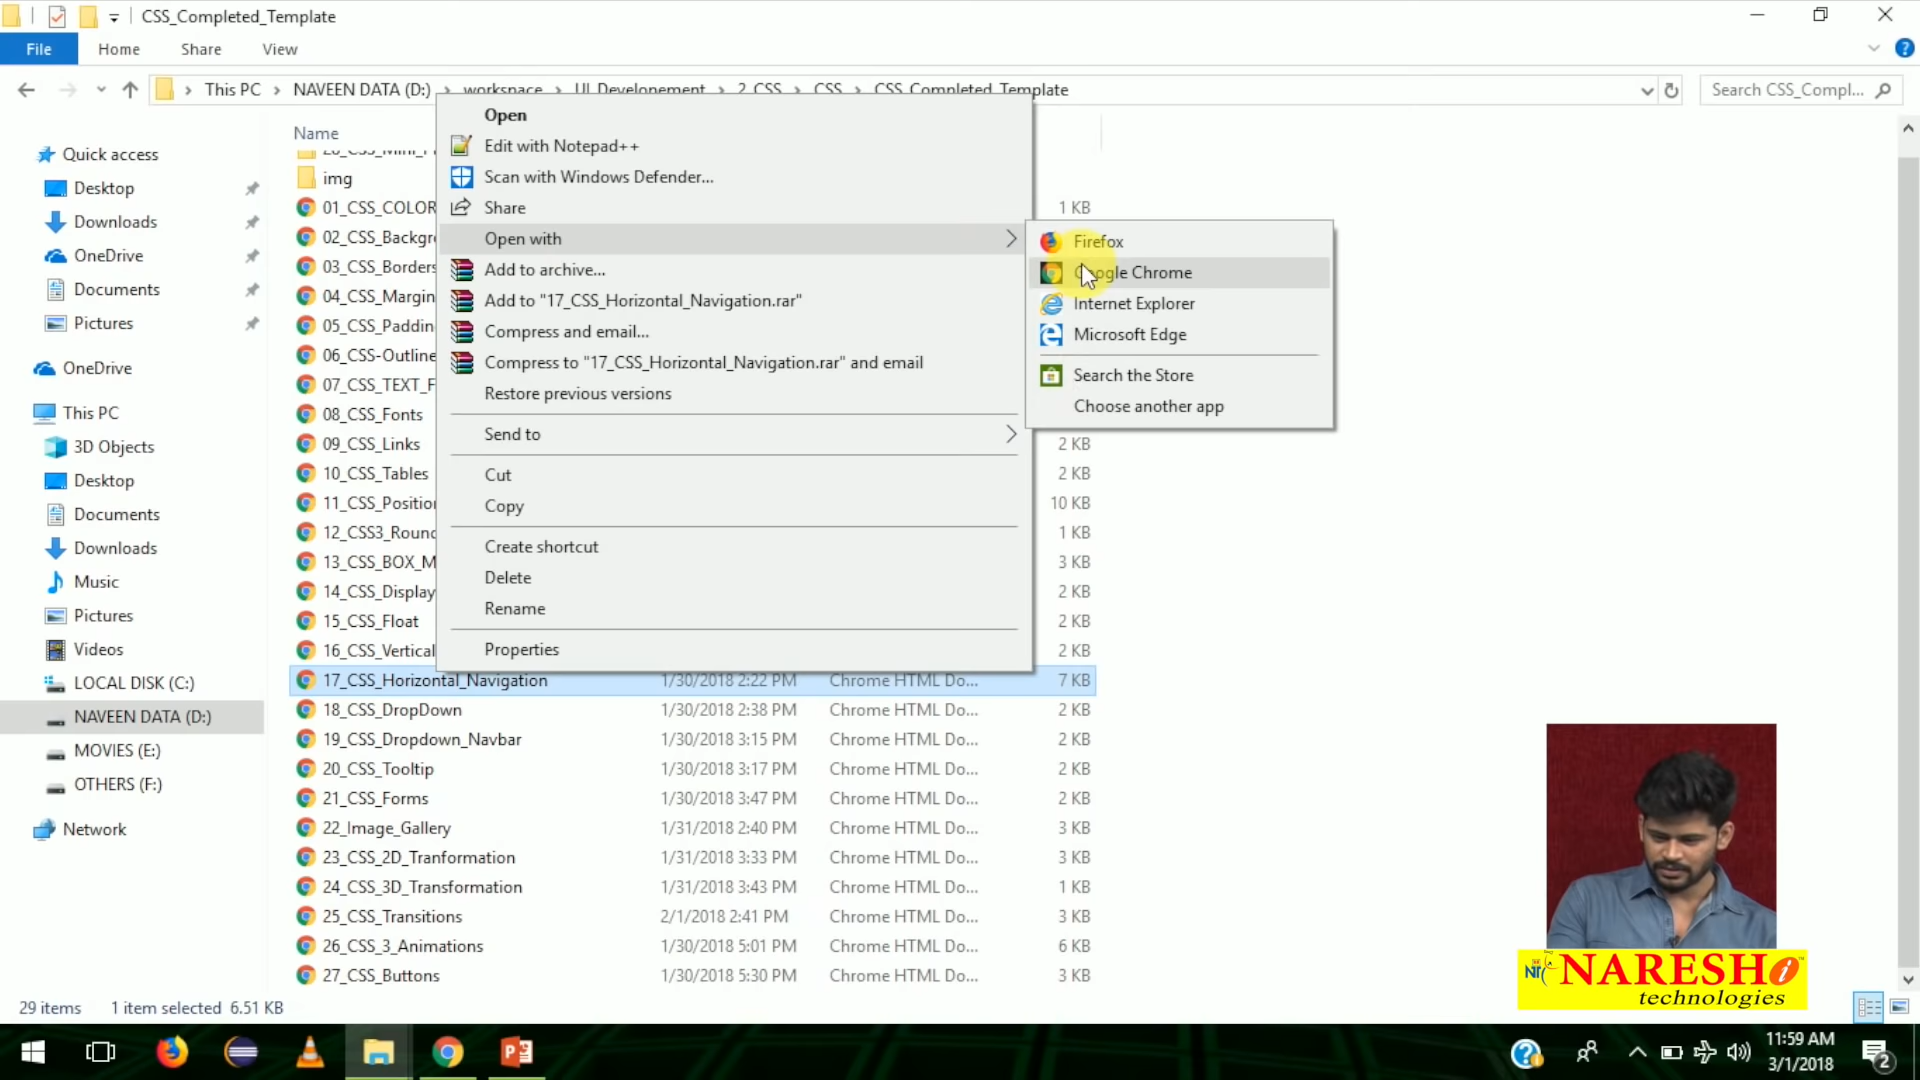 CSS_Completed_Template
File Home Share View
This PC NAVEEN DATA (D:) workspace UI Developement 2_CSS CSS CSS_Completed_Template
Search CSS_Compl...
Quick access
Desktop
Downloads
OneDrive
Documents
Pictures
OneDrive
This PC
3D Objects
Desktop
Documents
Downloads
Music
Pictures
Videos
LOCAL DISK (C:)
NAVEEN DATA (D:)
MOVIES (E:)
OTHERS (F:)
Network
Name
img
01_CSS_COLOR 1 KB
02_CSS_Backgr
03_CSS_Borders
04_CSS_Margin
05_CSS_Paddin
06_CSS-Outline
07_CSS_TEXT_F
08_CSS_Fonts
09_CSS_Links 2 KB
10_CSS_Tables 2 KB
11_CSS_Position 10 KB
12_CSS3_Round 1 KB
13_CSS_BOX_M 3 KB
14_CSS_Display 2 KB
15_CSS_Float 2 KB
16_CSS_Vertical 2 KB
17_CSS_Horizontal_Navigation 1/30/2018 2:22 PM Chrome HTML Do... 7 KB
18_CSS_DropDown 1/30/2018 2:38 PM Chrome HTML Do... 2 KB
19_CSS_Dropdown_Navbar 1/30/2018 3:15 PM Chrome HTML Do... 2 KB
20_CSS_Tooltip 1/30/2018 3:17 PM Chrome HTML Do... 2 KB
21_CSS_Forms 1/30/2018 3:47 PM Chrome HTML Do... 2 KB
22_Image_Gallery 1/31/2018 2:40 PM Chrome HTML Do... 3 KB
23_CSS_2D_Tranformation 1/31/2018 3:33 PM Chrome HTML Do... 3 KB
24_CSS_3D_Transformation 1/31/2018 3:43 PM Chrome HTML Do... 1 KB
25_CSS_Transitions 2/1/2018 2:41 PM Chrome HTML Do... 3 KB
26_CSS_3_Animations 1/30/2018 5:01 PM Chrome HTML Do... 6 KB
27_CSS_Buttons 1/30/2018 5:30 PM Chrome HTML Do... 3 KB
Open
Edit with Notepad++
Scan with Windows Defender...
Share
Open with
Add to archive...
Add to "17_CSS_Horizontal_Navigation.rar"
Compress and email...
Compress to "17_CSS_Horizontal_Navigation.rar" and email
Restore previous versions
Send to
Cut
Copy
Create shortcut
Delete
Rename
Properties
Firefox
Google Chrome
Internet Explorer
Microsoft Edge
Search the Store
Choose another app
NARESH i
technologies
29 items 1 item selected 6.51 KB
11:59 AM
3/1/2018
2